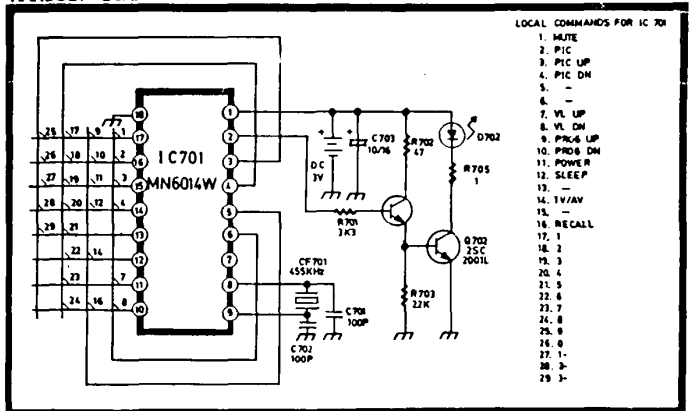 LOCAL COMMANDS FOR IC 701
1. MUTE
2. PIC
3. PIC UP
4. PIC DN
5. -
6. -
7. VL UP
8. VL DN
9. PROG UP
10. PROG DN
11. POWER
12. SLEEP
13. -
14. TV/AV
15. -
16. RECALL
17. 1
18. 2
19. 3
20. 4
21. 5
22. 6
23. 7
24. 8
25. 9
26. 0
27. 1-
28. 2-
29 3-
IC701
MN6014W
18
17
16
15
14
13
12
11
10
1
2
3
4
5
6
7
8
9
25 17 9 1
26 18 10 2
27 19 11 3
28 20 12 4
29 21
22 14
23 7
24 16 8
DC
3V
C703
10/16
R702
47
D702
R705
1
R701
3K3
Q702
2SC
2001L
R703
22K
CF701
455KHz
C701
100P
C702
100P